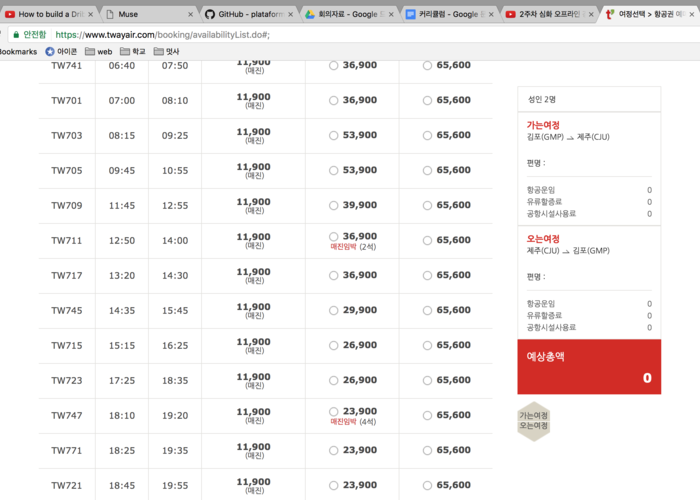 How to build a Dri
Muse
GitHub - plataform
회의자료 - Google S
커리큘럼 - Google
2주차 심화 오프라인
여정선택 > 항공권 예
안전함 https://www.twayair.com/booking/availabilityList.do#;
Bookmarks 아이콘 web 학교 멋사
TW741 06:40 07:50 11,900 36,900 65,600
(매진)
TW701 07:00 08:10 11,900 36,900 65,600
(매진)
TW703 08:15 09:25 11,900 53,900 65,600
(매진)
TW705 09:45 10:55 11,900 53,900 65,600
(매진)
TW709 11:45 12:55 11,900 39,900 65,600
(매진)
TW711 12:50 14:00 11,900 36,900 65,600
(매진) 매진임박 (2석)
TW717 13:20 14:30 11,900 36,900 65,600
(매진)
TW745 14:35 15:45 11,900 29,900 65,600
(매진)
TW715 15:15 16:25 11,900 26,900 65,600
(매진)
TW723 17:25 18:35 11,900 26,900 65,600
(매진)
TW747 18:10 19:20 11,900 23,900 65,600
(매진) 매진임박 (4석)
TW771 18:25 19:35 11,900 23,900 65,600
(매진)
TW721 18:45 19:55 11,900 23,900 65,600
(매진)
성인 2명
가는여정
김포(GMP) → 제주(CJU)
편명 :
항공운임 0
유류할증료 0
공항시설사용료 0
오는여정
제주(CJU) → 김포(GMP)
편명 :
항공운임 0
유류할증료 0
공항시설사용료 0
예상총액
0
가는여정
오는여정